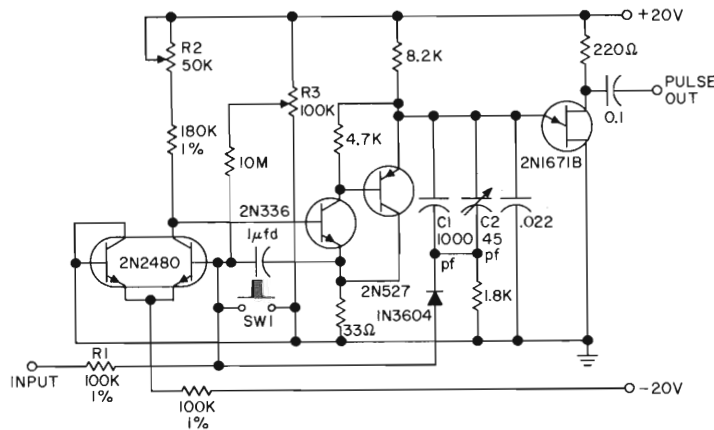 +20V
R2
50K
8.2K
220Ω
R3
100K
PULSE
OUT
0.1
180K
1%
10M
4.7K
2N1671B
2N336
1μfd
C1
1000
pf
C2
45
pf
.022
2N2480
2N527
1N3604
1.8K
SW1
33Ω
R1
100K
1%
INPUT
100K
1%
-20V